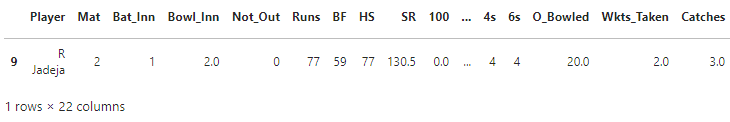 Player Mat Bat_Inn Bowl_Inn Not_Out Runs BF HS SR 100 ... 4s 6s O_Bowled Wkts_Taken Catches
9 R Jadeja 2 1 2.0 0 77 59 77 130.5 0.0 ... 4 4 20.0 2.0 3.0
1 rows × 22 columns